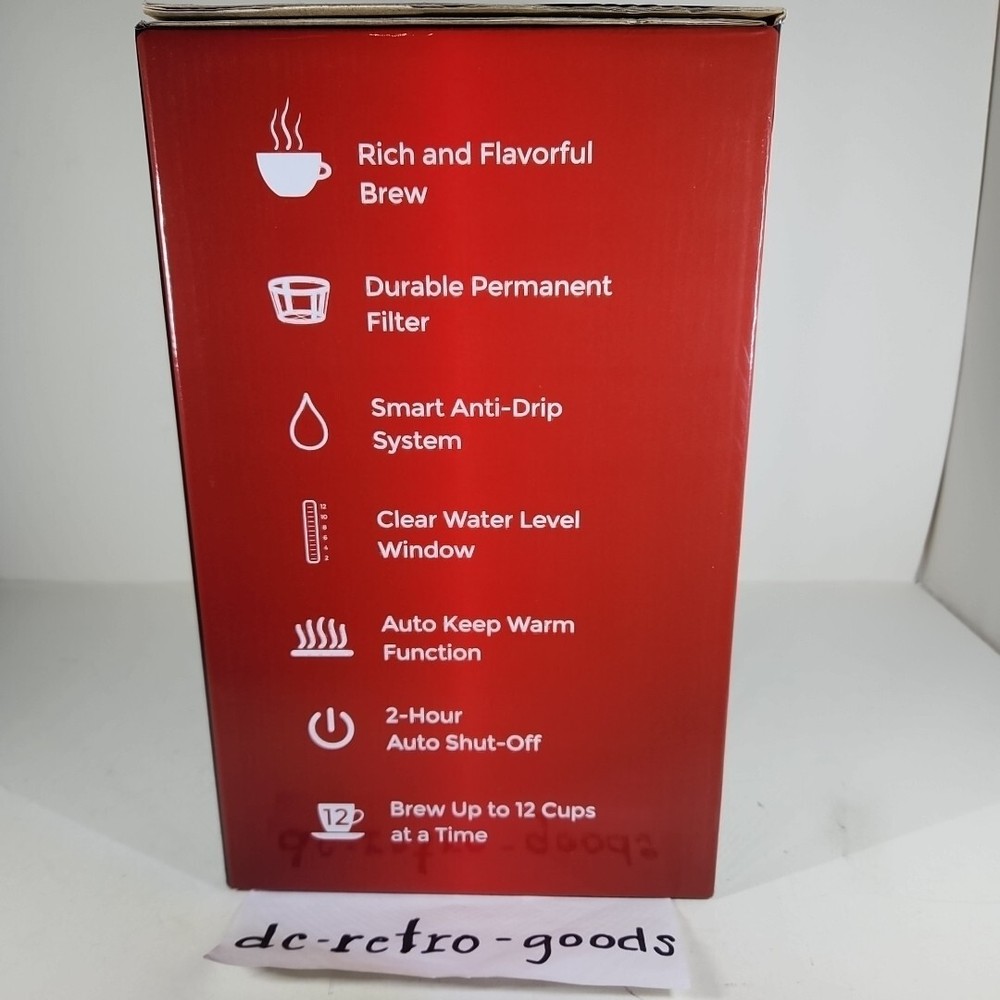 Rich and Flavorful
Brew
Durable Permanent
Filter
Smart Anti-Drip
System
Clear Water Level
Window
Auto Keep Warm
Function
2-Hour
Auto Shut-Off
12
Brew Up to 12 Cups
at a Time
dc-retro-goods